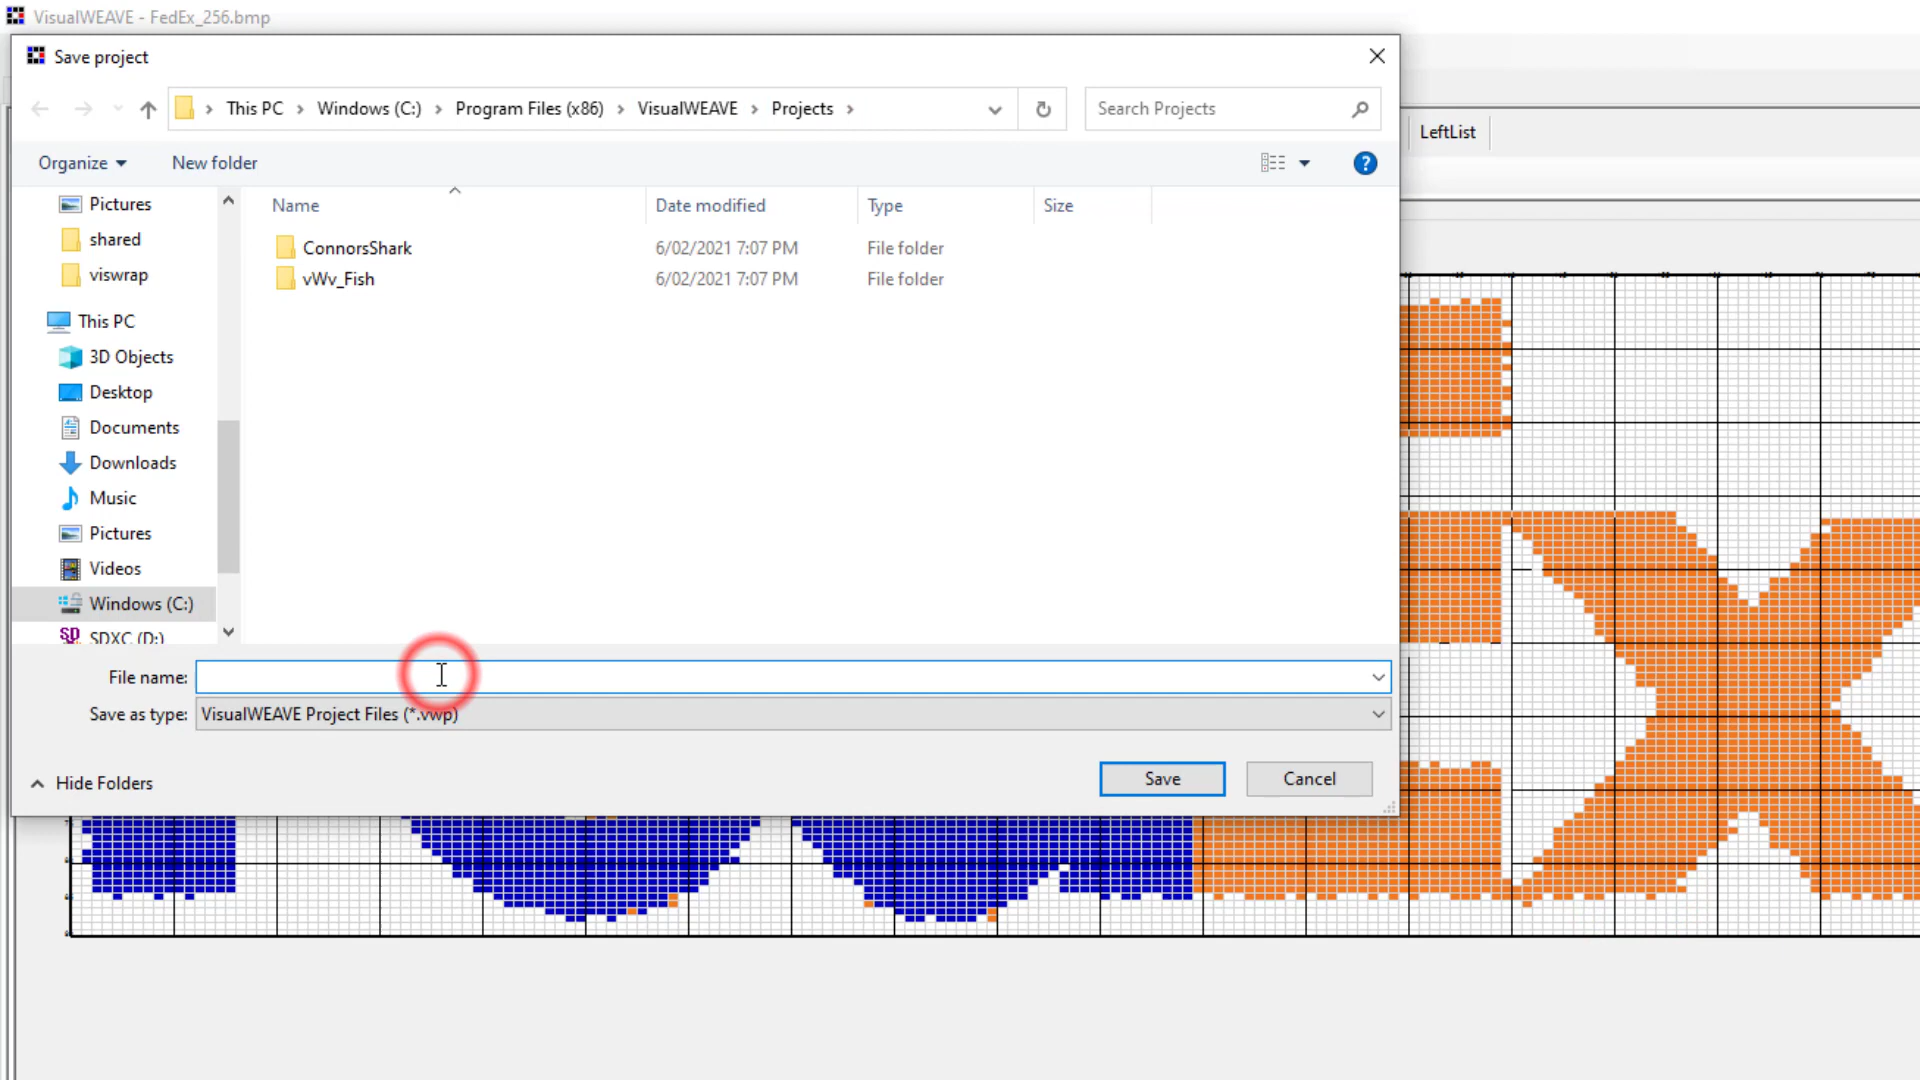 VisualWEAVE - FedEx_256.bmp
Save project
This PC > Windows (C:) > Program Files (x86) > VisualWEAVE > Projects >
Search Projects
LeftList
Organize
New folder
?
Name
Date modified
Type
Size
Pictures
shared
viswrap
This PC
3D Objects
Desktop
Documents
Downloads
Music
Pictures
Videos
Windows (C:)
SD SDXC (D:)
ConnorsShark 6/02/2021 7:07 PM File folder
vWv_Fish 6/02/2021 7:07 PM File folder
File name:
Save as type: VisualWEAVE Project Files (*.vwp)
Hide Folders
Save
Cancel